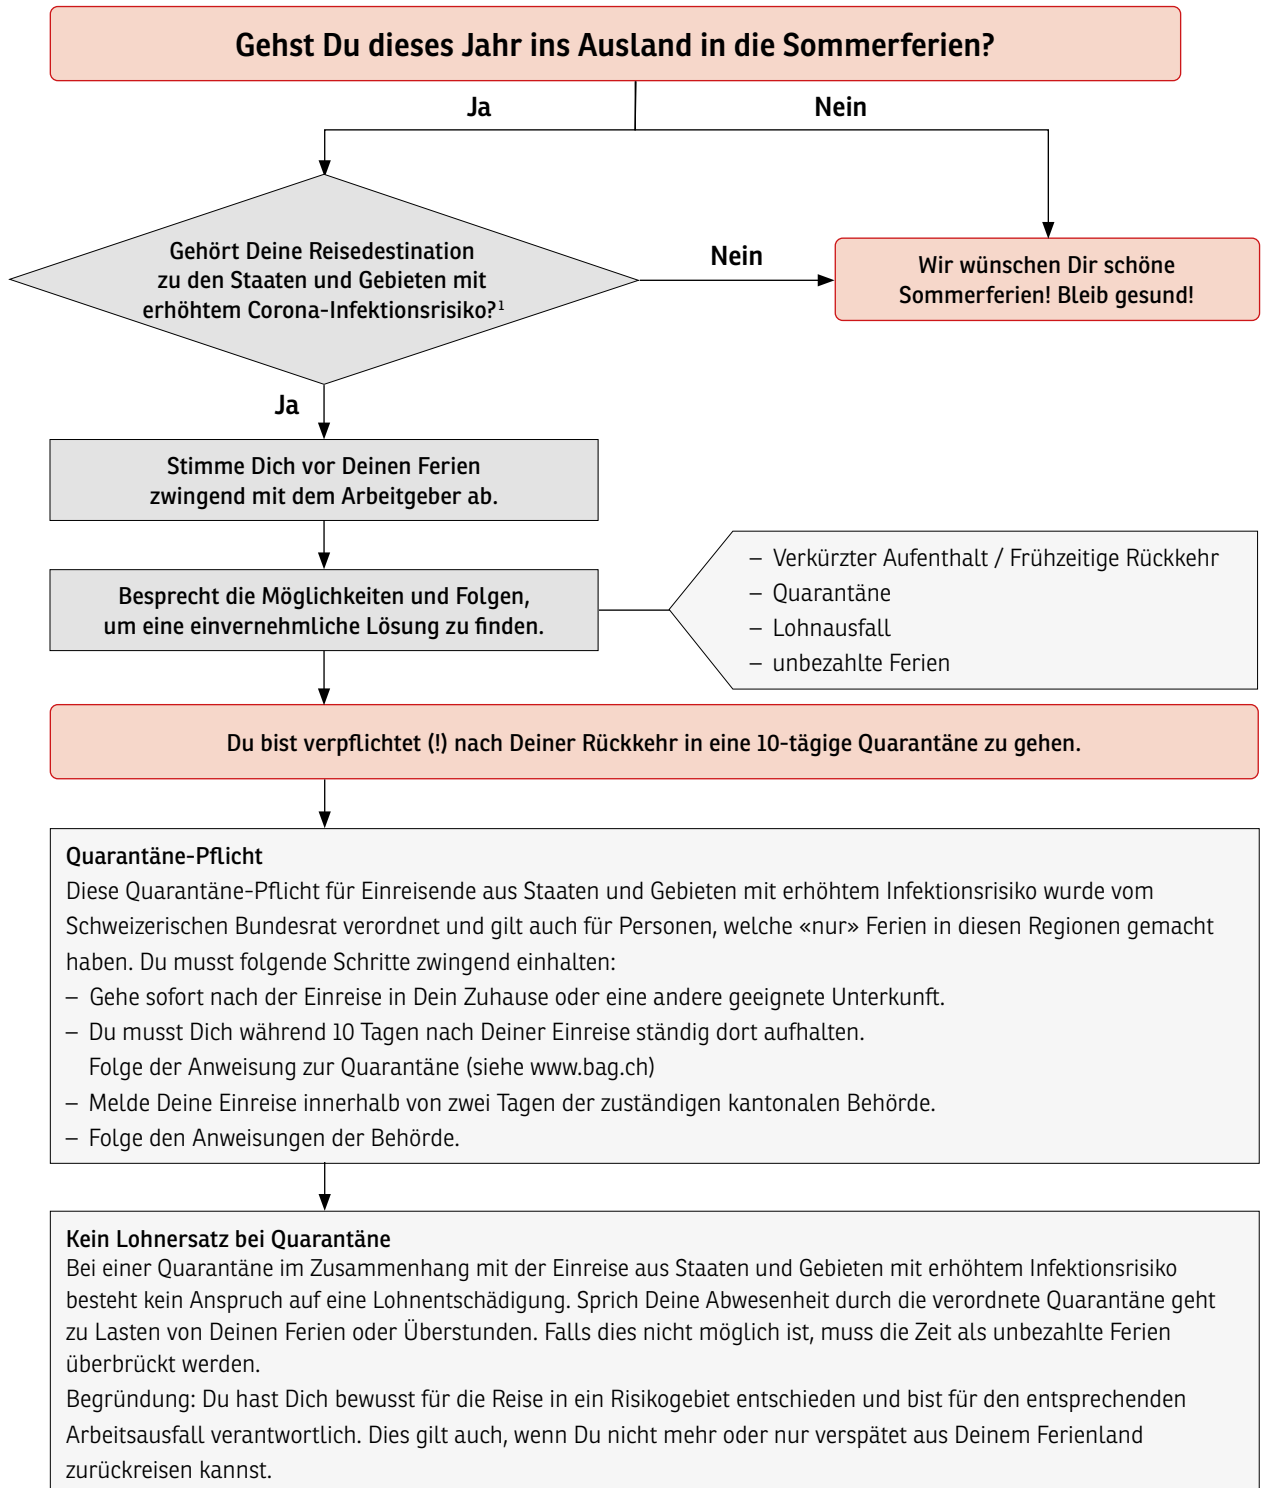 Gehst Du dieses Jahr ins Ausland in die Sommerferien?
Ja
Nein
Gehört Deine Reisedestination
zu den Staaten und Gebieten mit
erhöhtem Corona-Infektionsrisiko?¹
Nein
Wir wünschen Dir schöne
Sommerferien! Bleib gesund!
Ja
Stimme Dich vor Deinen Ferien
zwingend mit dem Arbeitgeber ab.
Besprecht die Möglichkeiten und Folgen,
um eine einvernehmliche Lösung zu finden.
– Verkürzter Aufenthalt / Frühzeitige Rückkehr
– Quarantäne
– Lohnausfall
– unbezahlte Ferien
Du bist verpflichtet (!) nach Deiner Rückkehr in eine 10-tägige Quarantäne zu gehen.
Quarantäne-Pflicht
Diese Quarantäne-Pflicht für Einreisende aus Staaten und Gebieten mit erhöhtem Infektionsrisiko wurde vom
Schweizerischen Bundesrat verordnet und gilt auch für Personen, welche «nur» Ferien in diesen Regionen gemacht
haben. Du musst folgende Schritte zwingend einhalten:
– Gehe sofort nach der Einreise in Dein Zuhause oder eine andere geeignete Unterkunft.
– Du musst Dich während 10 Tagen nach Deiner Einreise ständig dort aufhalten.
Folge der Anweisung zur Quarantäne (siehe www.bag.ch)
– Melde Deine Einreise innerhalb von zwei Tagen der zuständigen kantonalen Behörde.
– Folge den Anweisungen der Behörde.
Kein Lohnersatz bei Quarantäne
Bei einer Quarantäne im Zusammenhang mit der Einreise aus Staaten und Gebieten mit erhöhtem Infektionsrisiko
besteht kein Anspruch auf eine Lohnentschädigung. Sprich Deine Abwesenheit durch die verordnete Quarantäne geht
zu Lasten von Deinen Ferien oder Überstunden. Falls dies nicht möglich ist, muss die Zeit als unbezahlte Ferien
überbrückt werden.
Begründung: Du hast Dich bewusst für die Reise in ein Risikogebiet entschieden und bist für den entsprechenden
Arbeitsausfall verantwortlich. Dies gilt auch, wenn Du nicht mehr oder nur verspätet aus Deinem Ferienland
zurückreisen kannst.